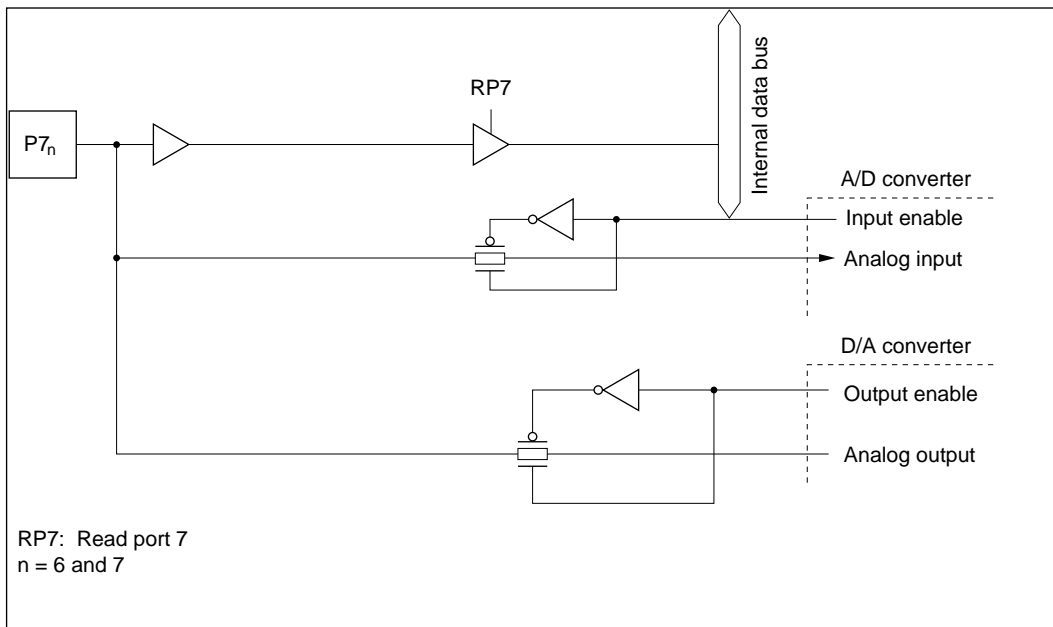 RP7
P7n
Internal data bus
A/D converter
Input enable
Analog input
D/A converter
Output enable
Analog output
RP7: Read port 7
n = 6 and 7